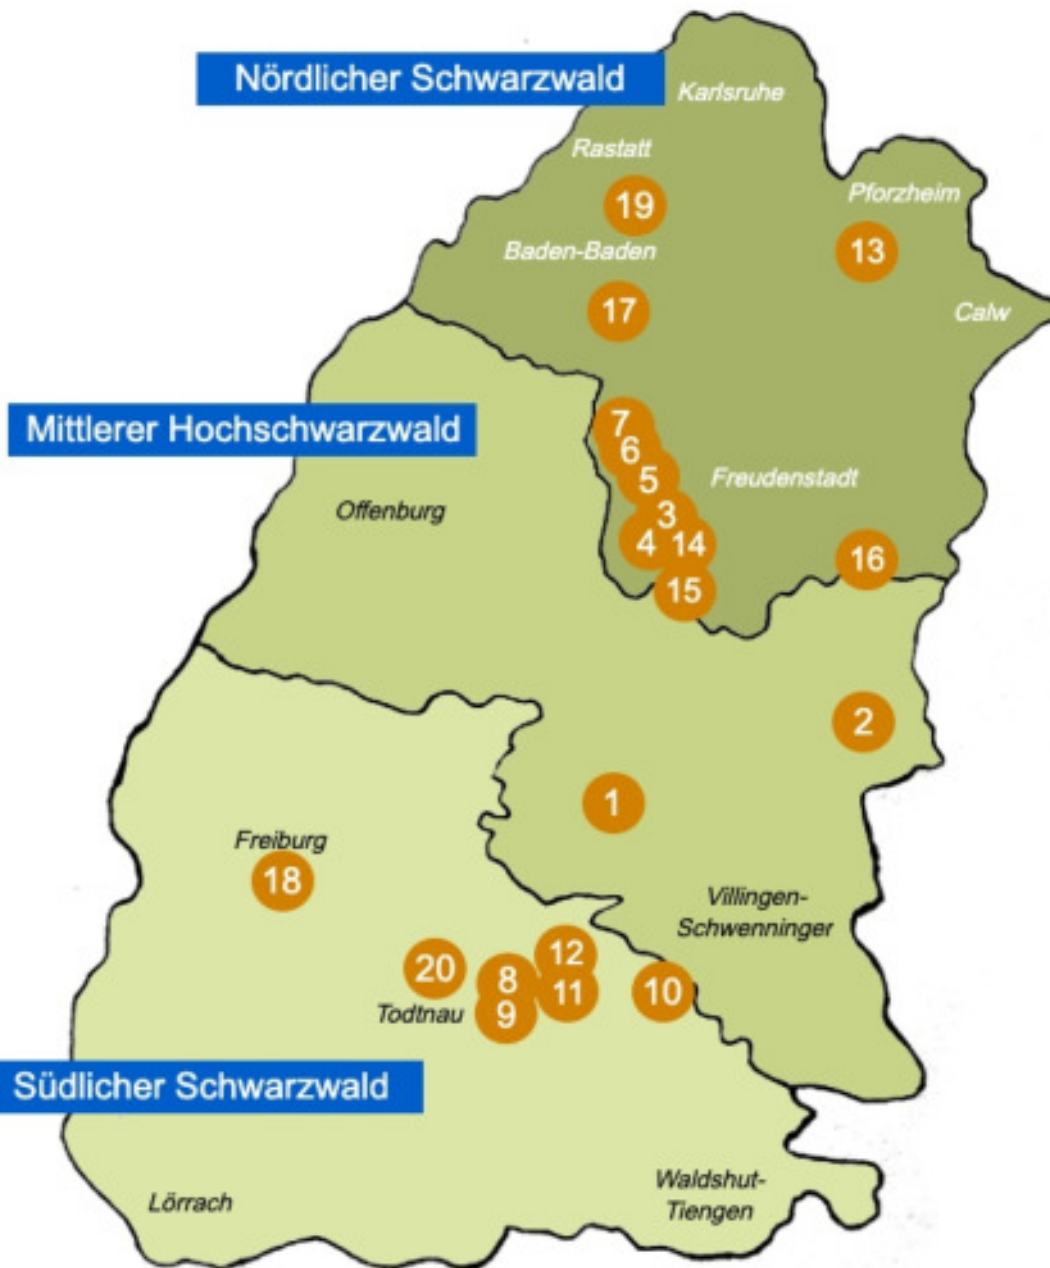 Nördlicher Schwarzwald
Karlsruhe
Rastatt
Pforzheim
19
Baden-Baden
13
17
Calw
7
Mittlerer Hochschwarzwald
6
5
Freudenstadt
Offenburg
3
4
14
16
15
2
1
Freiburg
18
Villingen-
Schwenninger
12
20
8
11
10
Todtnau
9
Südlicher Schwarzwald
Waldshut-
Tiengen
Lörrach